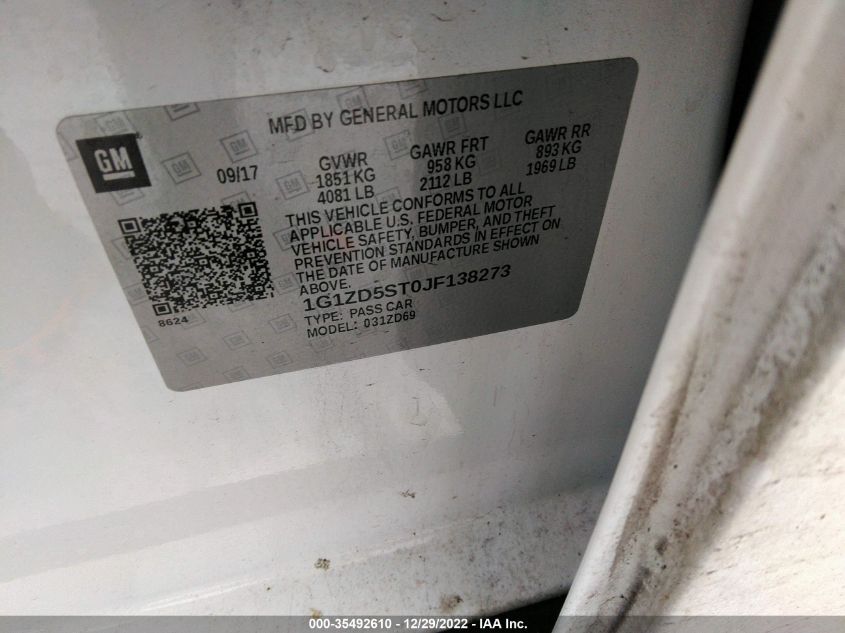 MFD BY GENERAL MOTORS LLC
GM
09/17
GVWR
1851 KG
4081 LB
GAWR FRT
958 KG
2112 LB
GAWR RR
893 KG
1969 LB
THIS VEHICLE CONFORMS TO ALL
APPLICABLE U.S. FEDERAL MOTOR
VEHICLE SAFETY, BUMPER, AND THEFT
PREVENTION STANDARDS IN EFFECT ON
THE DATE OF MANUFACTURE SHOWN
ABOVE.
1G1ZD5ST0JF138273
TYPE: PASS CAR
MODEL: 031ZD69
8624
000-35492610 - 12/29/2022 - IAA Inc.